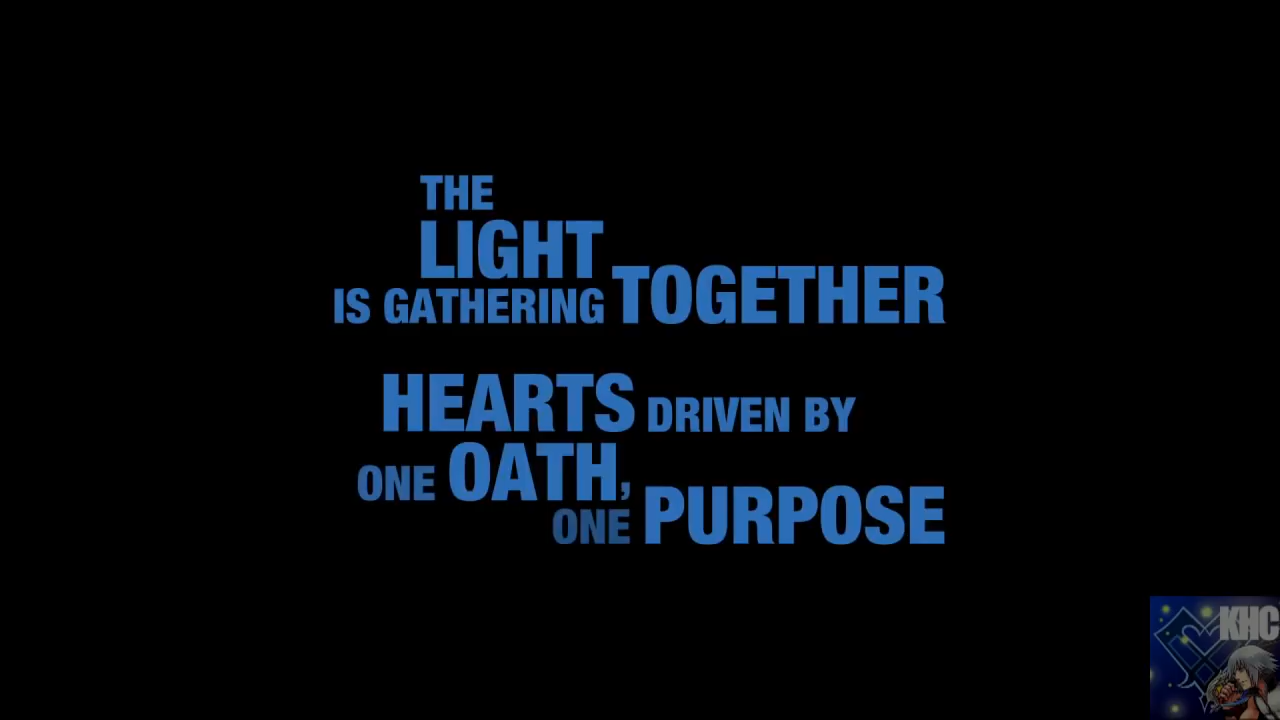 THE
LIGHT
IS GATHERING TOGETHER
HEARTS DRIVEN BY
ONE OATH,
ONE PURPOSE
KHC